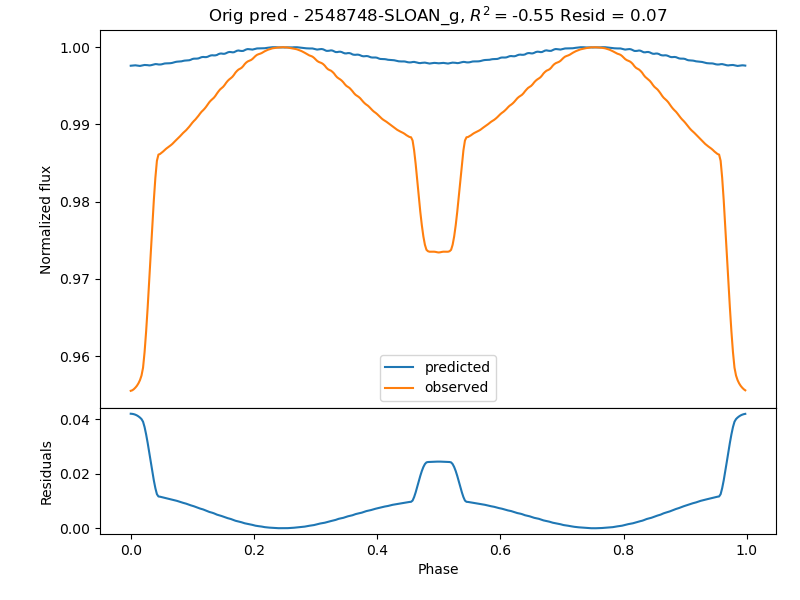 Orig pred - 2548748-SLOAN_g, R² = -0.55 Resid = 0.07
1.00
0.99
0.98
0.97
0.96
Normalized flux
predicted
observed
0.04
0.02
0.00
Residuals
0.0 0.2 0.4 0.6 0.8 1.0
Phase